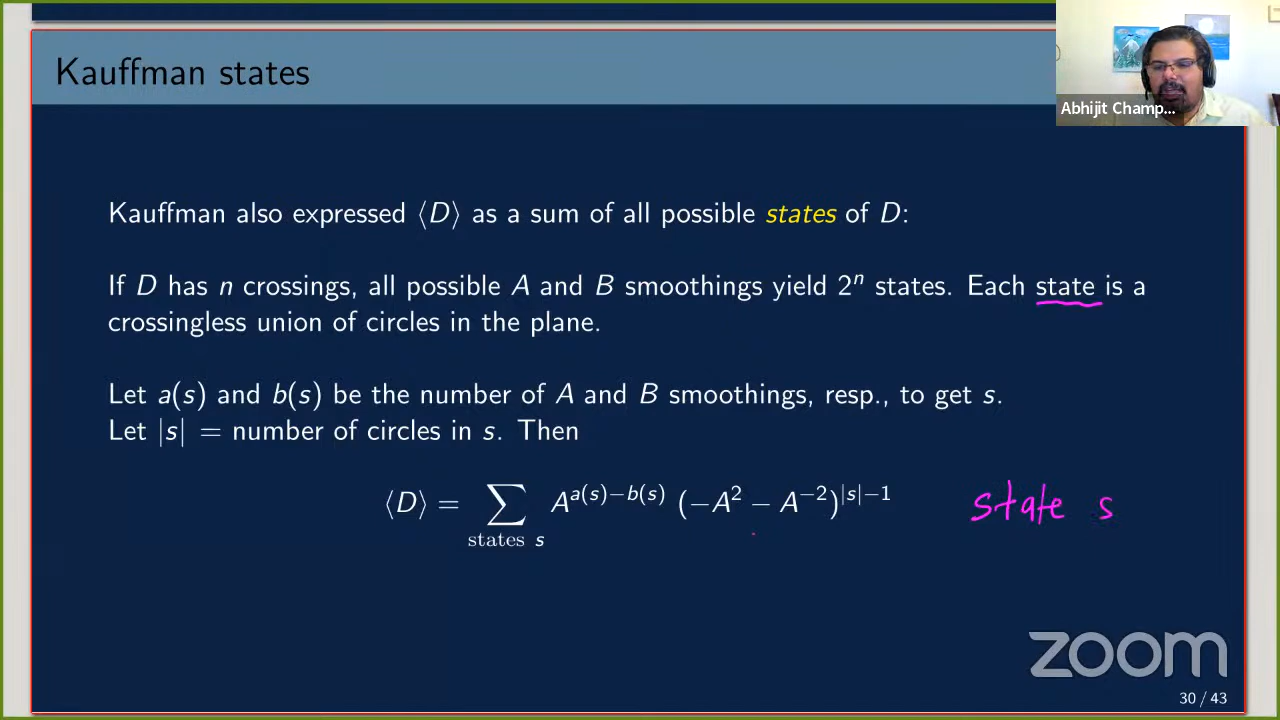 Kauffman states
Abhijit Champ...
Kauffman also expressed ⟨D⟩ as a sum of all possible states of D:
If D has n crossings, all possible A and B smoothings yield 2ⁿ states. Each state is a
crossingless union of circles in the plane.
Let a(s) and b(s) be the number of A and B smoothings, resp., to get s.
Let |s| = number of circles in s. Then
⟨D⟩ = ∑ A^{a(s)−b(s)} (−A² − A⁻²)^{|s|−1}
states s
state s
zoom
30 / 43